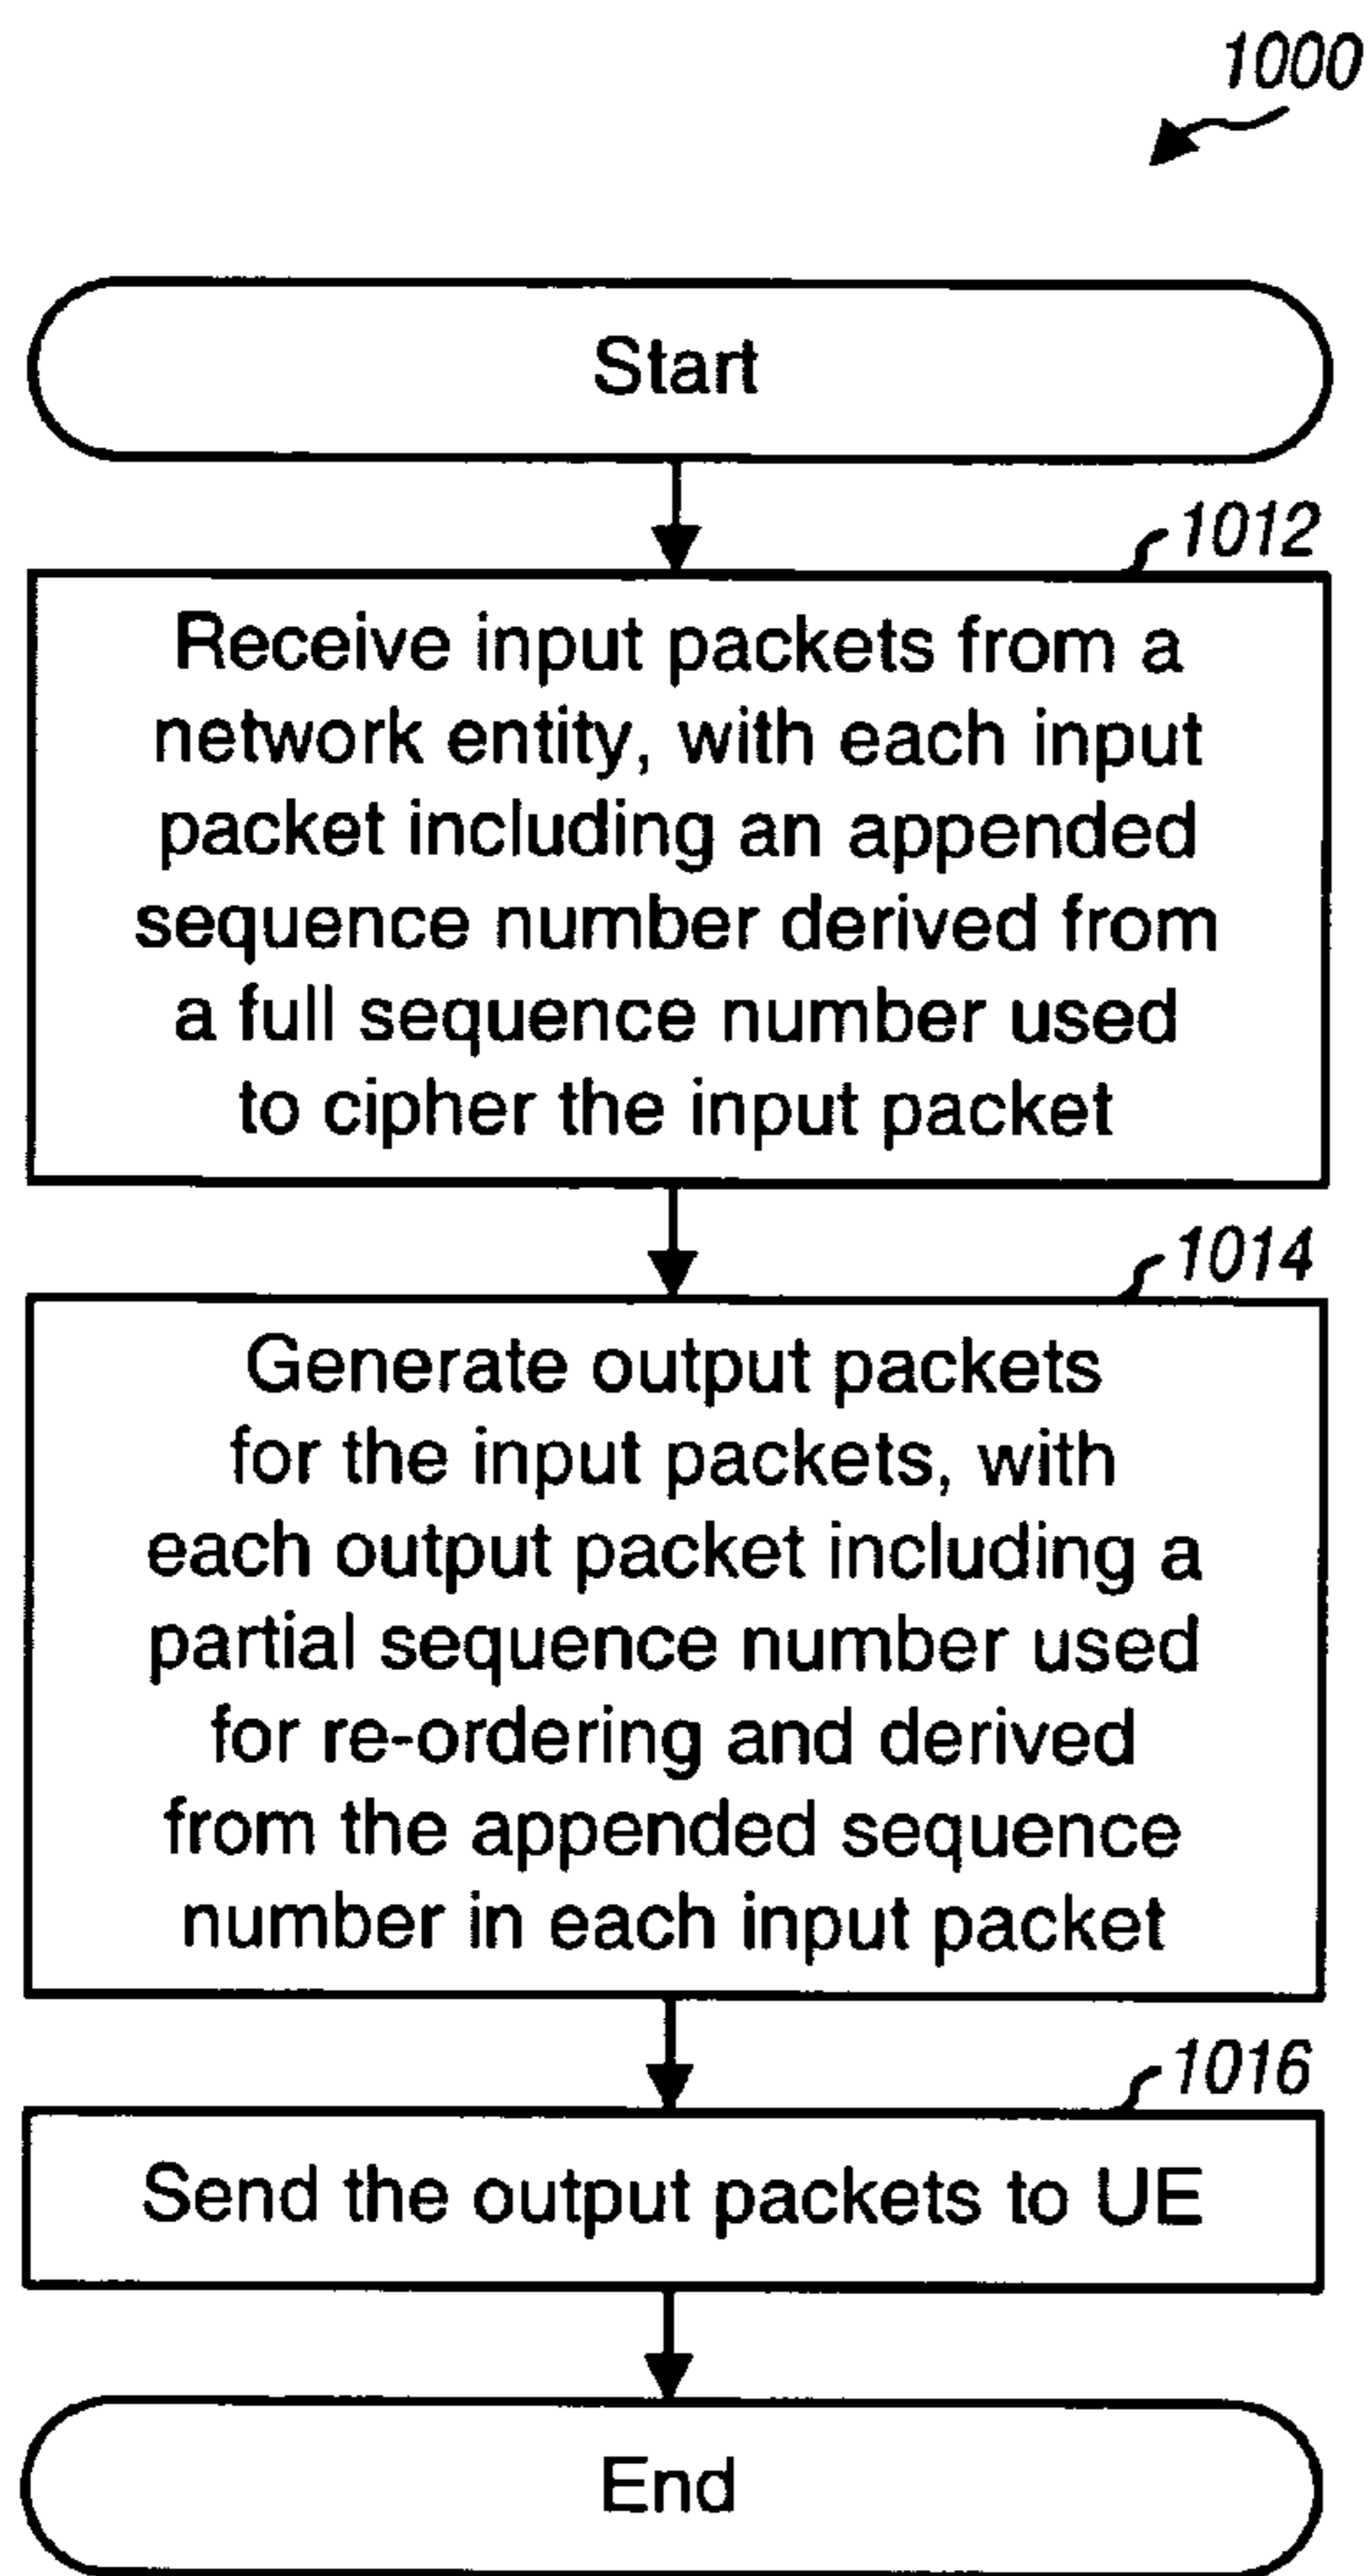 1000
Start
1012
Receive input packets from a
network entity, with each input
packet including an appended
sequence number derived from
a full sequence number used
to cipher the input packet
1014
Generate output packets
for the input packets, with
each output packet including a
partial sequence number used
for re-ordering and derived
from the appended sequence
number in each input packet
1016
Send the output packets to UE
End